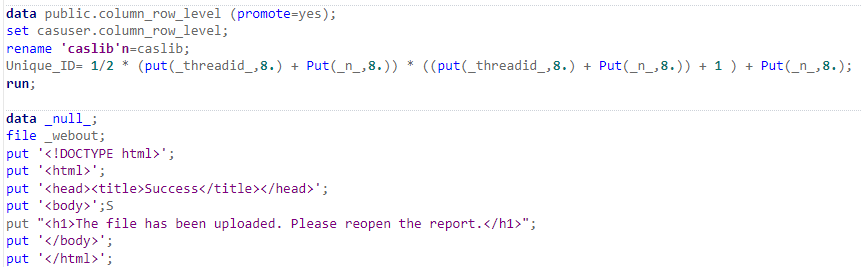 data public.column_row_level (promote=yes);
set casuser.column_row_level;
rename 'caslib'n=caslib;
Unique_ID= 1/2 * (put(_threadid_,8.) + Put(_n_,8.)) * ((put(_threadid_,8.) + Put(_n_,8.)) + 1 ) + Put(_n_,8.);
run;
data _null_;
file _webout;
put '<!DOCTYPE html>';
put '<html>';
put '<head><title>Success</title></head>';
put '<body>';S
put "<h1>The file has been uploaded. Please reopen the report.</h1>";
put '</body>';
put '</html>';